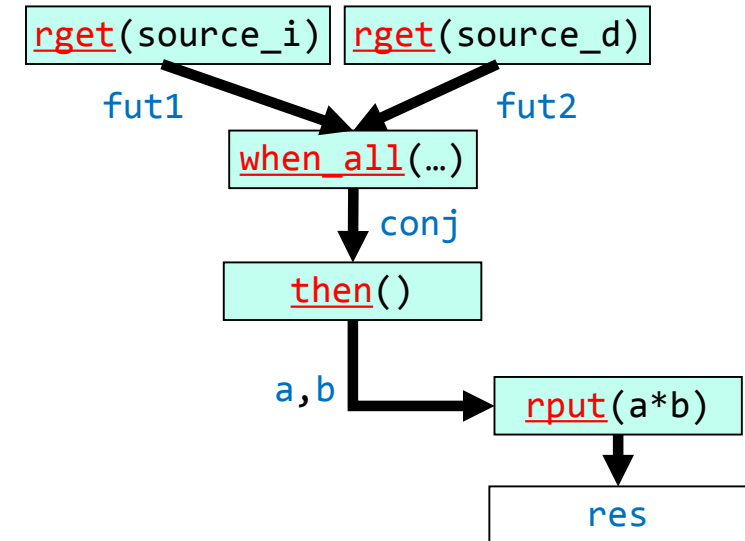 rget(source_i) rget(source_d)
fut1 fut2
when_all(…)
conj
then()
a,b
rput(a*b)
res